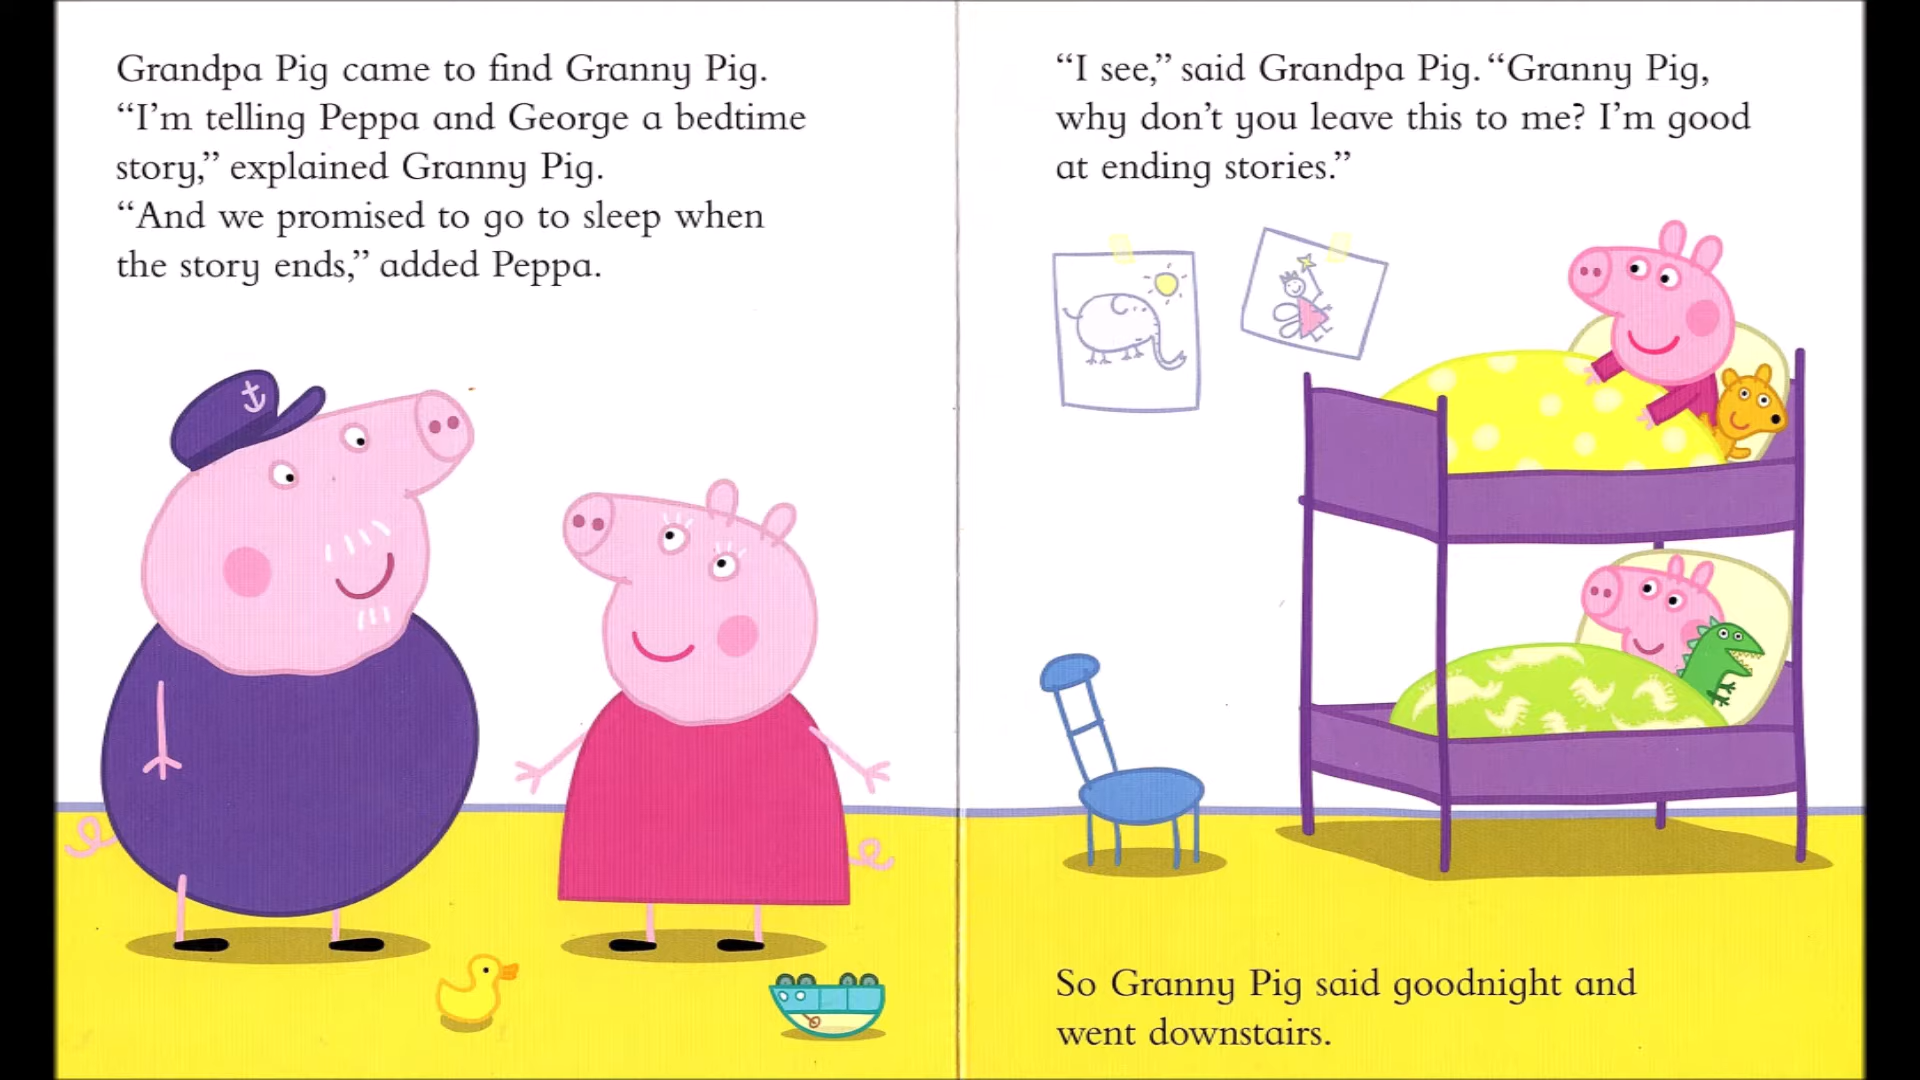 Grandpa Pig came to find Granny Pig.
“I’m telling Peppa and George a bedtime
story,” explained Granny Pig.
“And we promised to go to sleep when
the story ends,” added Peppa.
“I see,” said Grandpa Pig. “Granny Pig,
why don’t you leave this to me? I’m good
at ending stories.”
So Granny Pig said goodnight and
went downstairs.